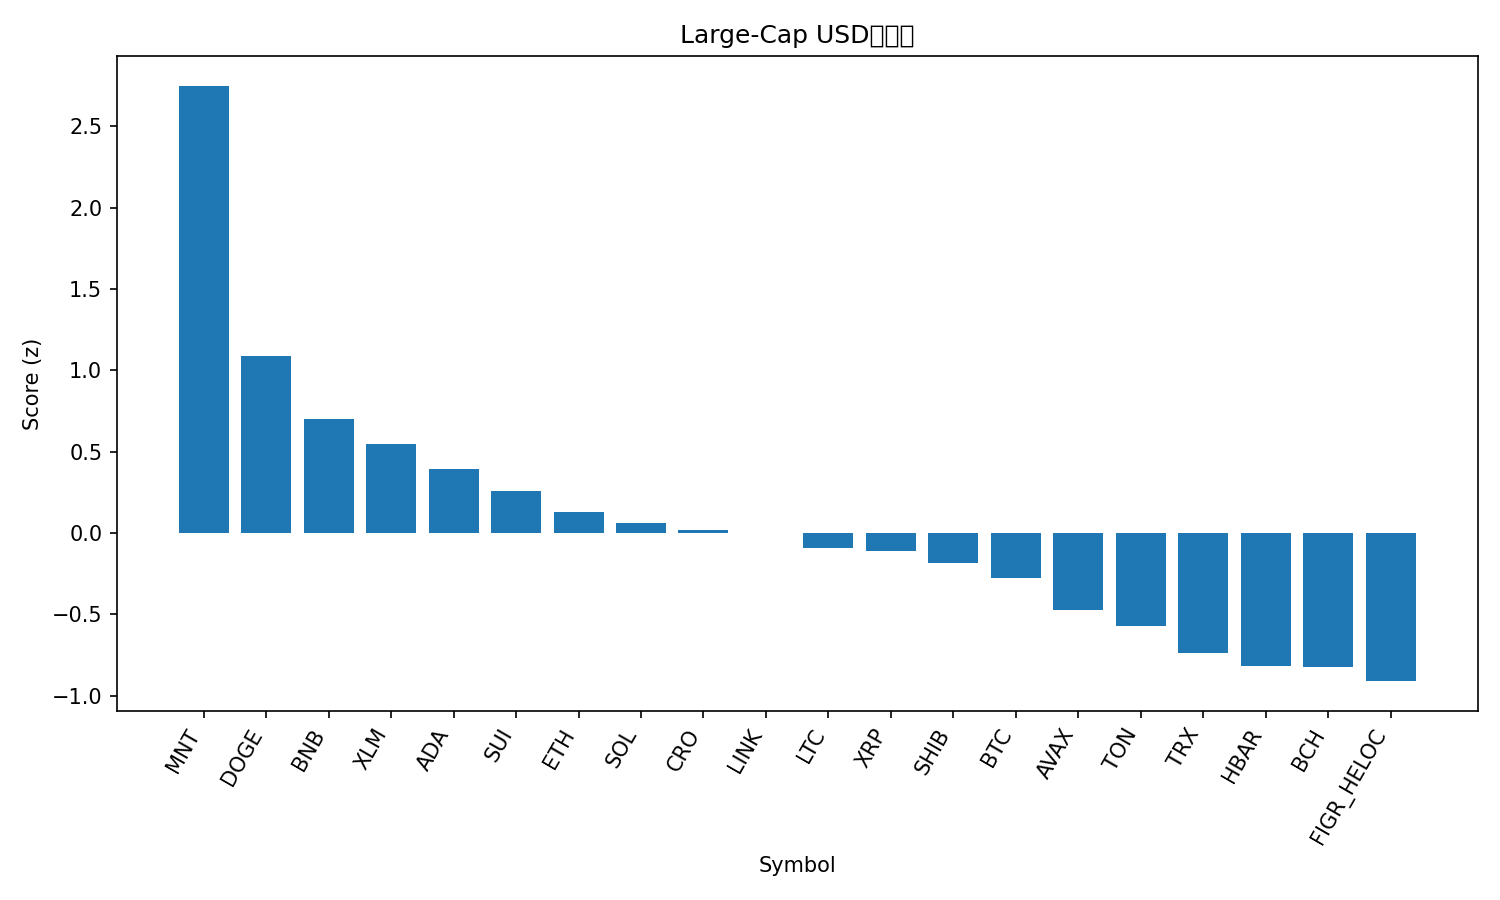 Large-Cap USD
2.5
2.0
1.5
1.0
0.5
0.0
−0.5
−1.0
Score (z)
MNT
DOGE
BNB
XLM
ADA
SUI
ETH
SOL
CRO
LINK
LTC
XRP
SHIB
BTC
AVAX
TON
TRX
HBAR
BCH
FIGR_HELOC
Symbol